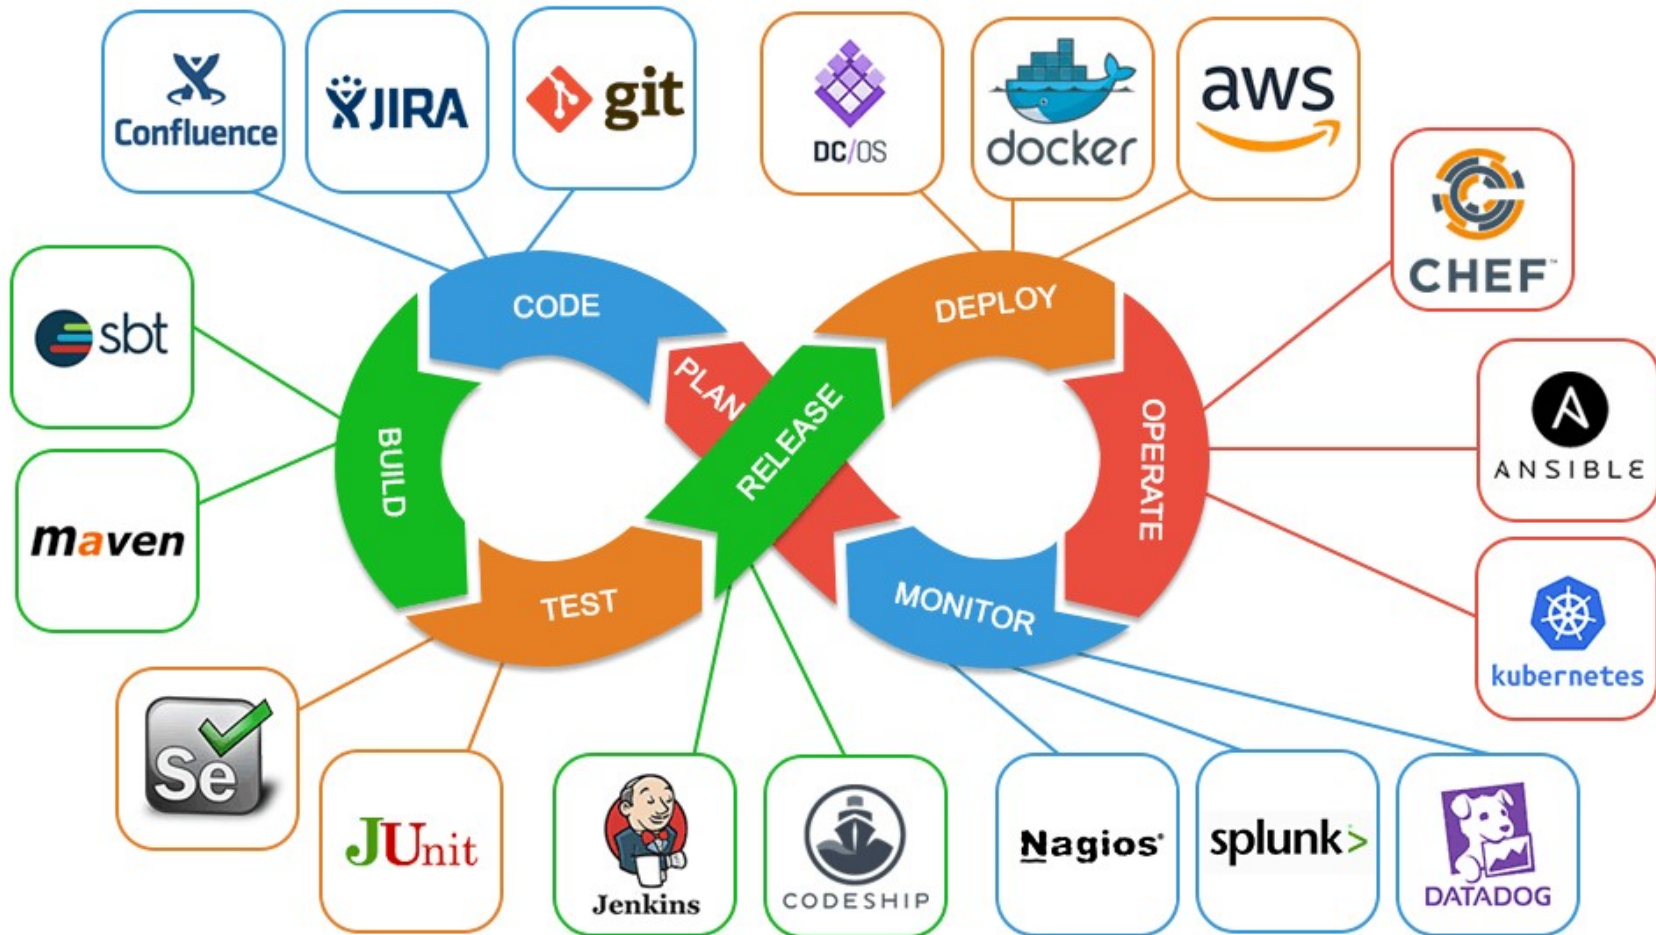 Confluence
JIRA
git
DC/OS
docker
aws
CHEF™
sbt
CODE
DEPLOY
PLAN
RELEASE
BUILD
OPERATE
ANSIBLE
maven
TEST
MONITOR
kubernetes
Se
JUnit
Jenkins
CODESHIP
Nagios®
splunk>
DATADOG